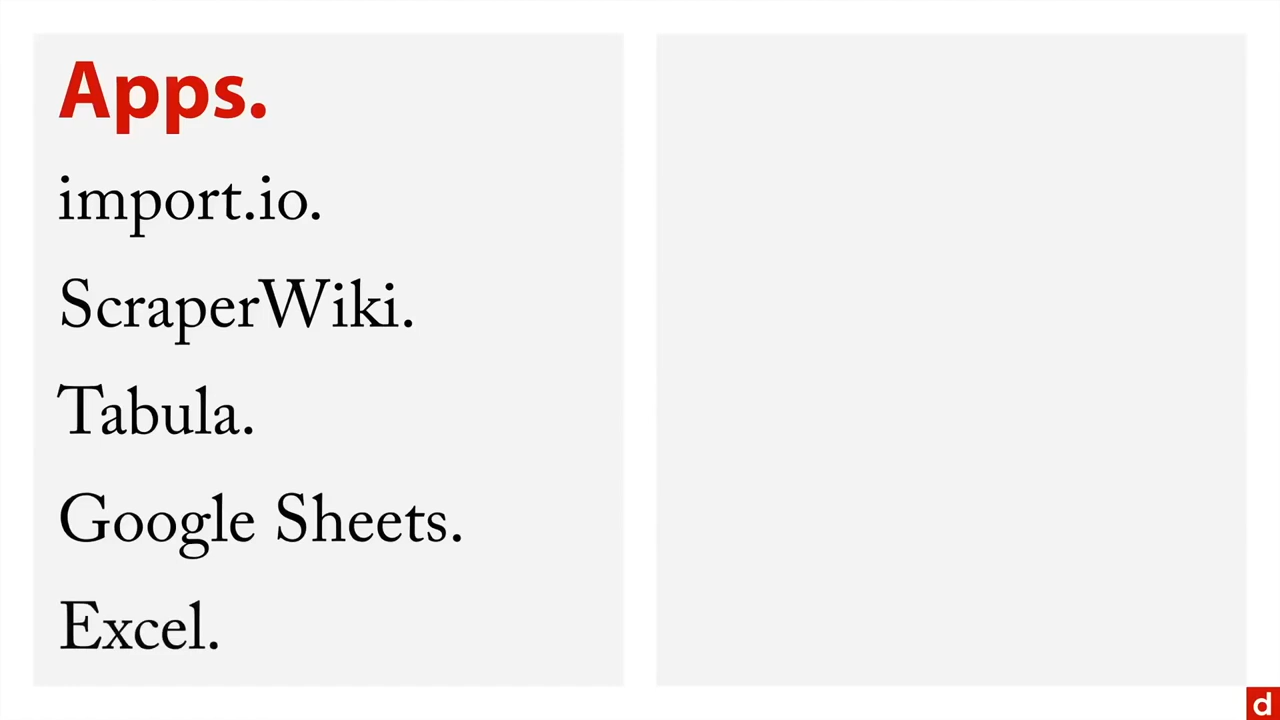 Apps.
import.io.
ScraperWiki.
Tabula.
Google Sheets.
Excel.
d